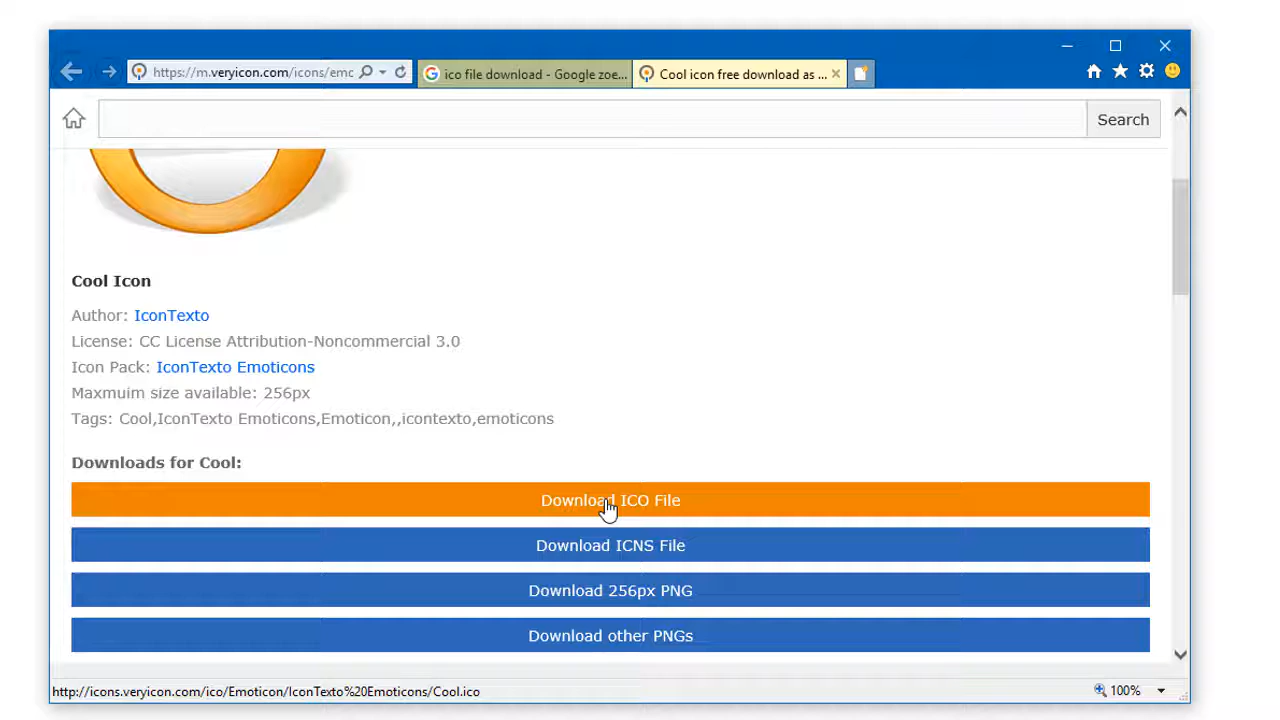 https://m.veryicon.com/icons/emc
ico file download - Google zoe...
Cool icon free download as ...
Search
Cool Icon
Author: IconTexto
License: CC License Attribution-Noncommercial 3.0
Icon Pack: IconTexto Emoticons
Maxmuim size available: 256px
Tags: Cool,IconTexto Emoticons,Emoticon,,icontexto,emoticons
Downloads for Cool:
Download ICO File
Download ICNS File
Download 256px PNG
Download other PNGs
http://icons.veryicon.com/ico/Emoticon/IconTexto%20Emoticons/Cool.ico
100%